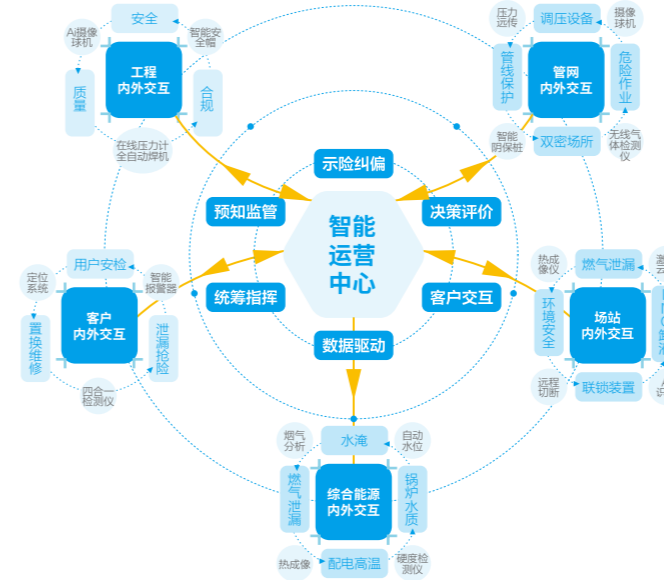 安全
Ai摄像
球机
智能安
全帽
工程
内外交互
质量
合规
在线压力计
全自动焊机
压力
远传
调压设备
摄像
球机
管线保护
管网
内外交互
危险作业
智能
阴保桩
双密场所
无线气
体检测
仪
示险纠偏
预知监管
决策评价
智能
运营
中心
统筹指挥
客户交互
数据驱动
用户安检
定位
系统
智能
报警器
置换维修
客户
内外交互
泄漏抢险
四合一
检测仪
热成
像仪
燃气泄漏
激
云
环境安全
场站
内外交互
卸
远程
切断
联锁装置
烟气
分析
水淹
自动
水位
燃气泄漏
综合能源
内外交互
锅炉水质
热成像
配电高温
硬度检
测仪